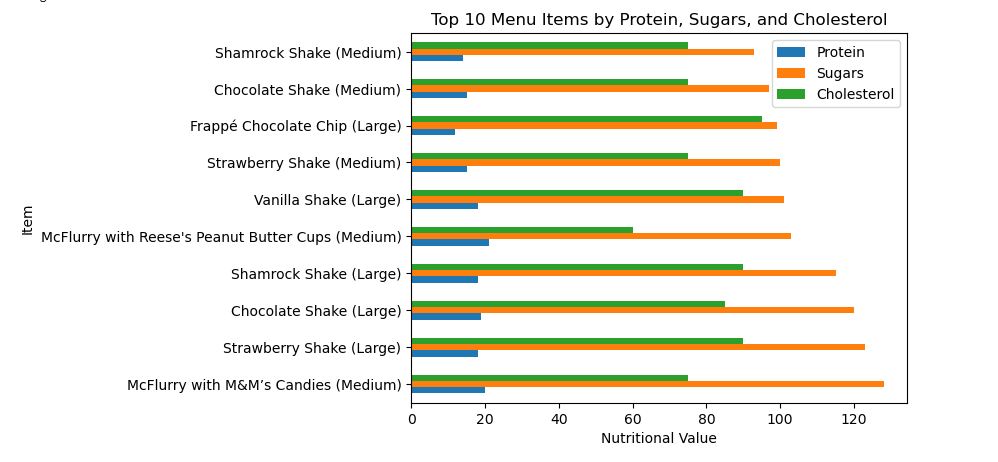 Top 10 Menu Items by Protein, Sugars, and Cholesterol
Protein
Sugars
Cholesterol
Item
Shamrock Shake (Medium)
Chocolate Shake (Medium)
Frappé Chocolate Chip (Large)
Strawberry Shake (Medium)
Vanilla Shake (Large)
McFlurry with Reese's Peanut Butter Cups (Medium)
Shamrock Shake (Large)
Chocolate Shake (Large)
Strawberry Shake (Large)
McFlurry with M&M’s Candies (Medium)
0 20 40 60 80 100 120
Nutritional Value